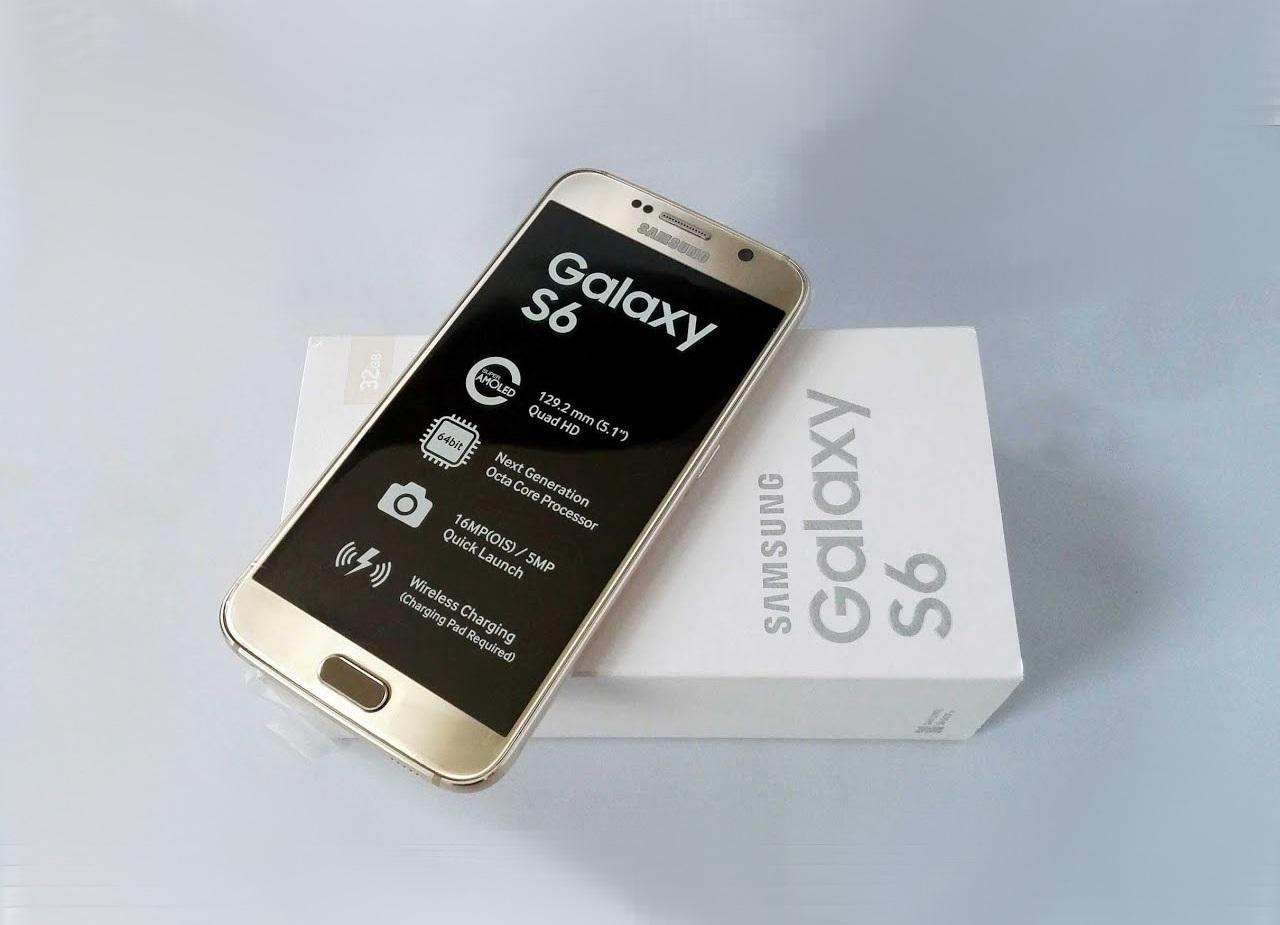 SAMSUNG
Galaxy
S6
SUPER
AMOLED
129.2 mm (5.1")
Quad HD
64bit
Next Generation
Octa Core Processor
16MP(OIS) / 5MP
Quick Launch
Wireless Charging
(Charging Pad Required)
32GB
SAMSUNG
Galaxy
S6